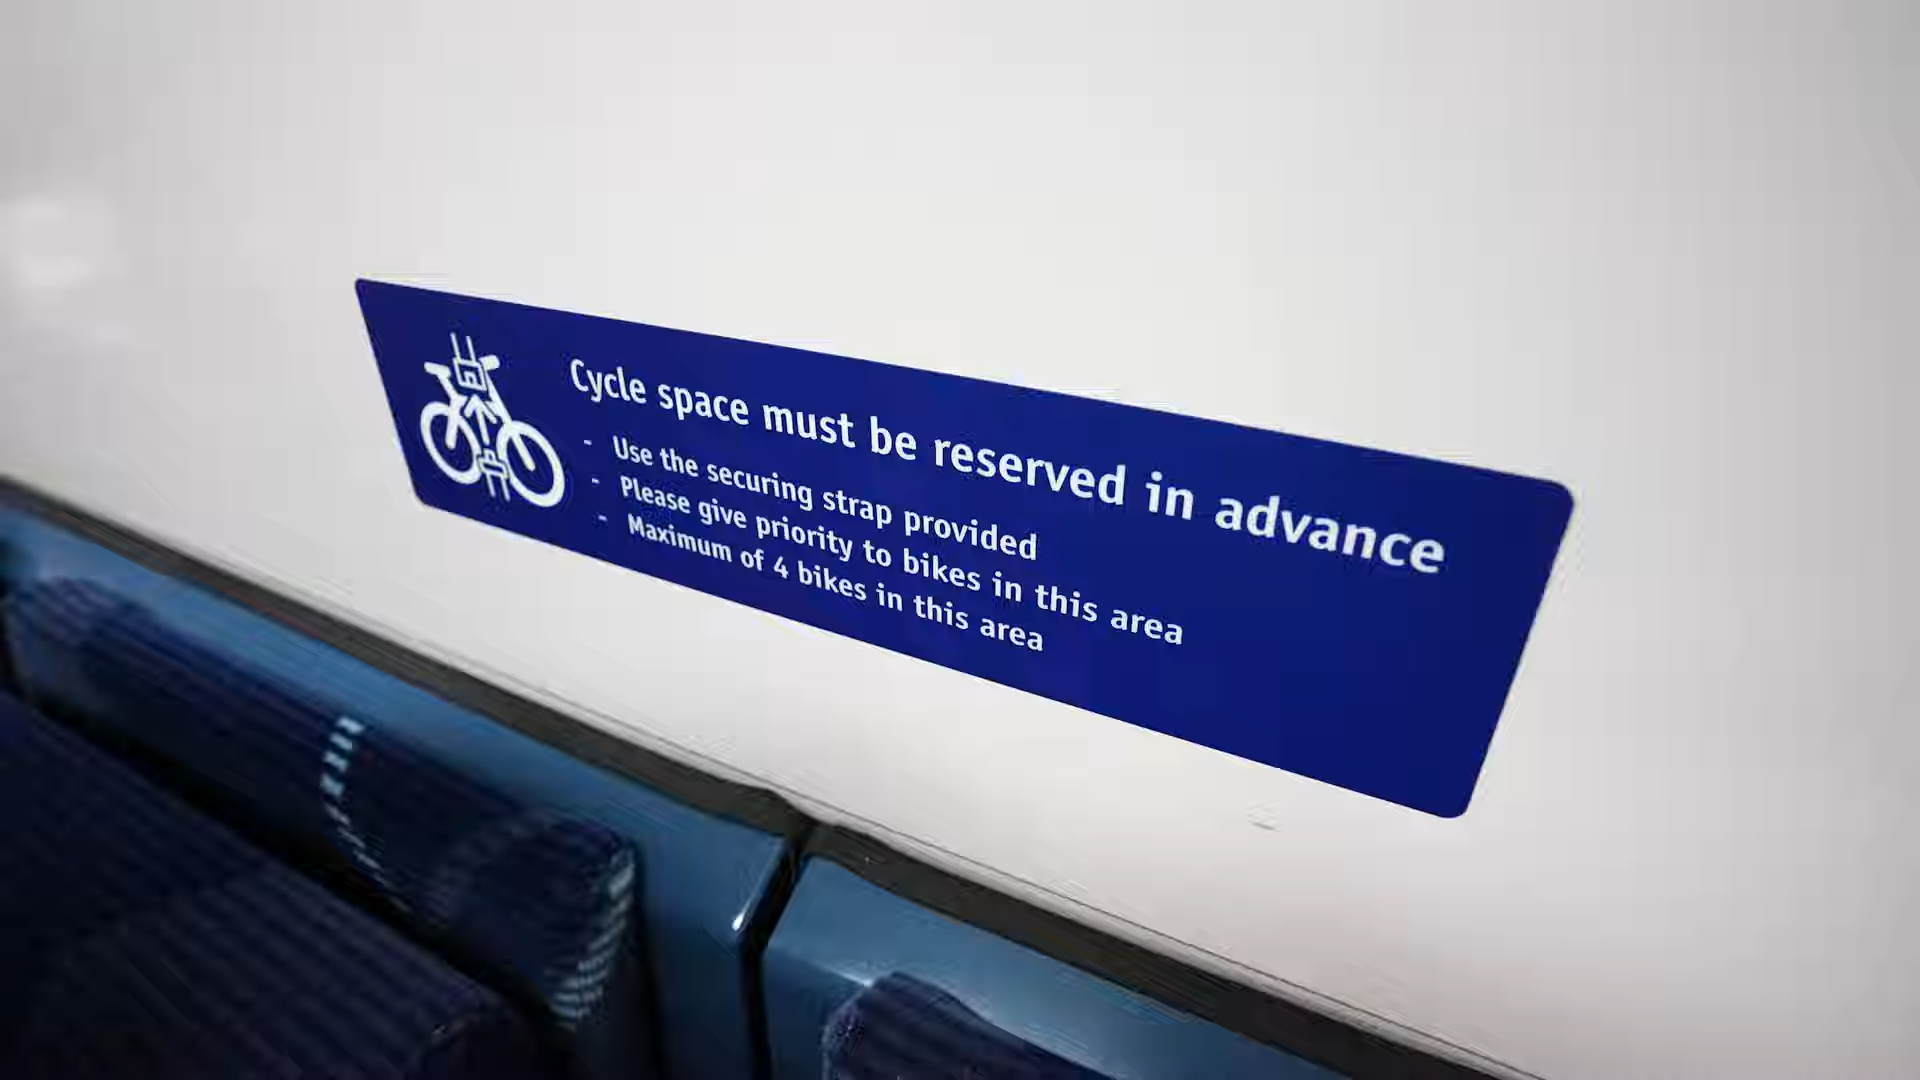 Cycle space must be reserved in advance
- Use the securing strap provided
- Please give priority to bikes in this area
- Maximum of 4 bikes in this area